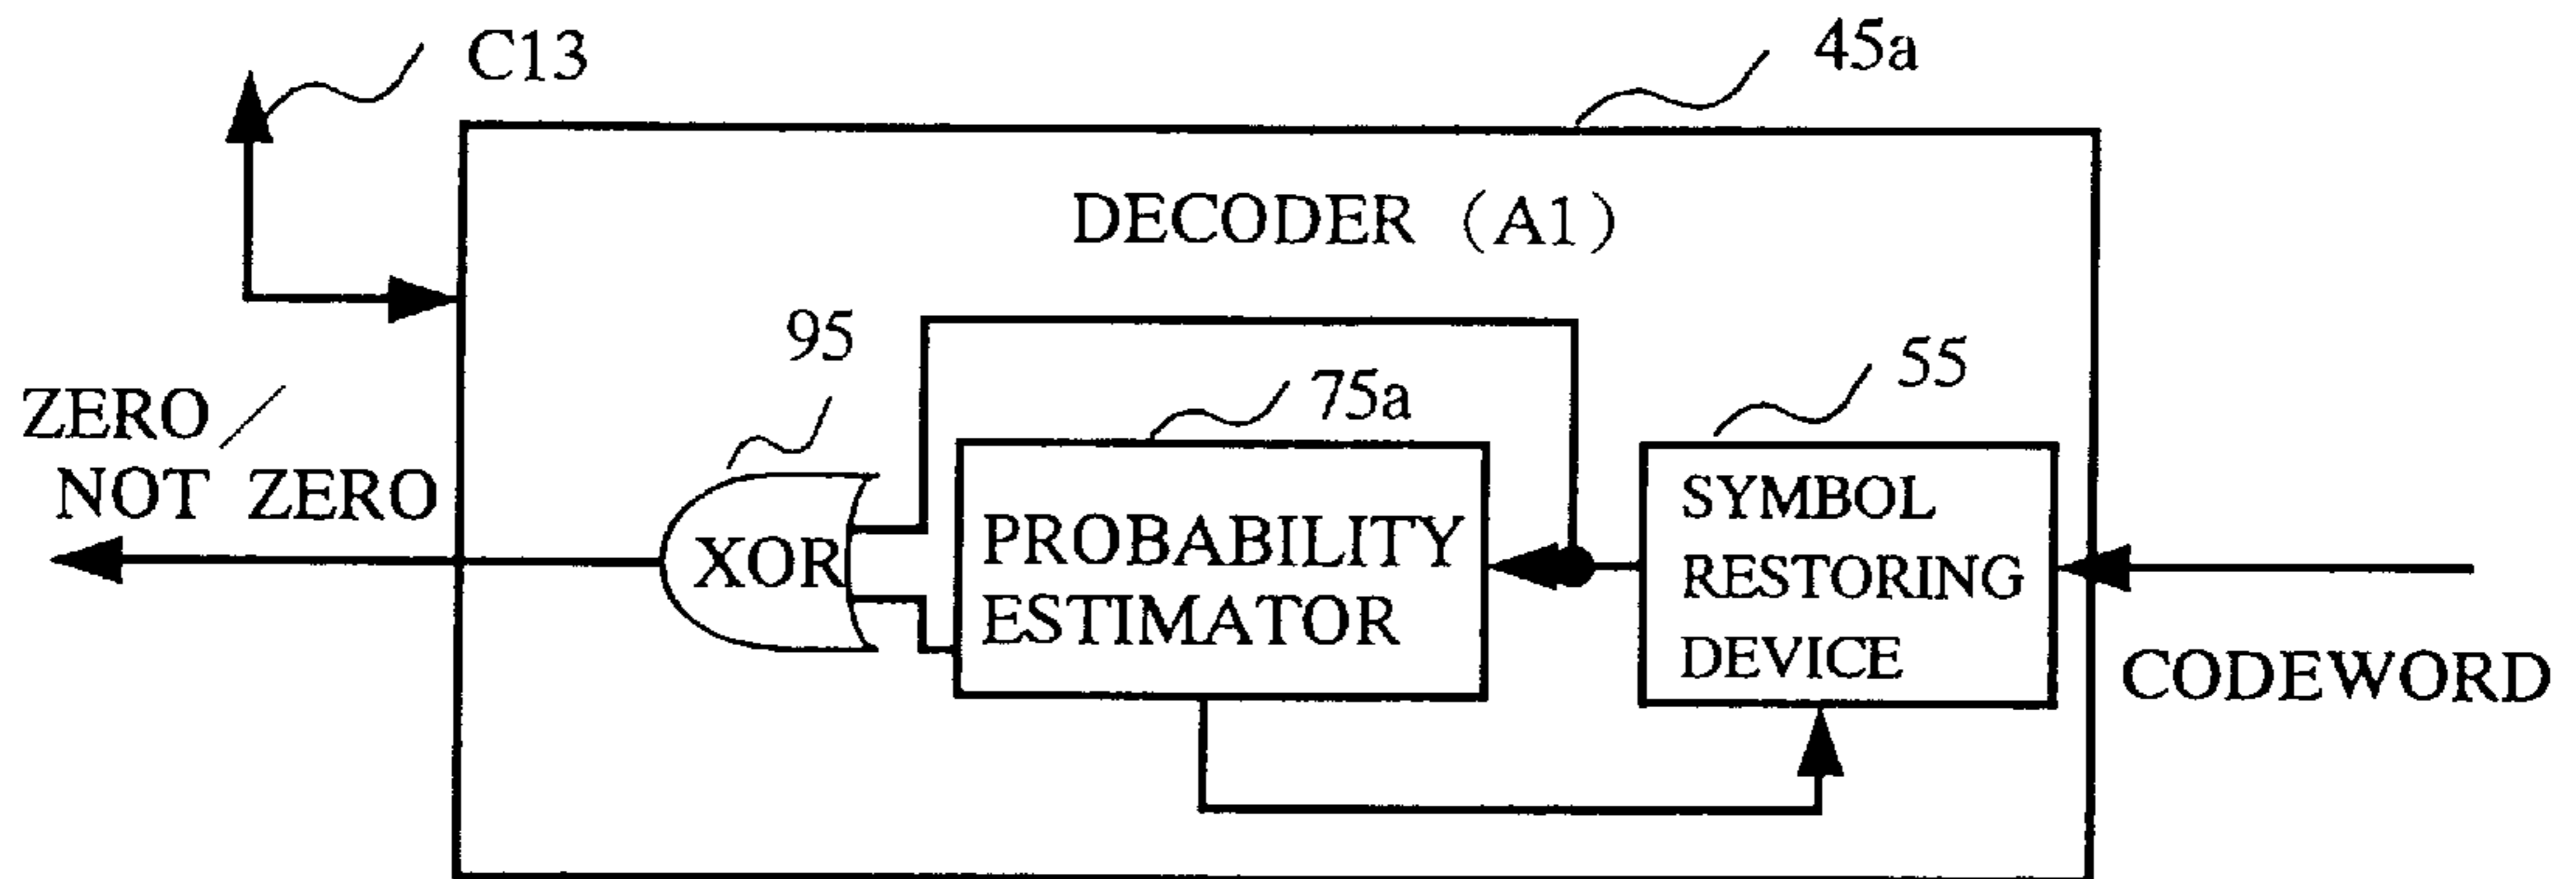 C13
45a
DECODER (A1)
95
75a
55
ZERO/
NOT ZERO
XOR
PROBABILITY
ESTIMATOR
SYMBOL
RESTORING
DEVICE
CODEWORD